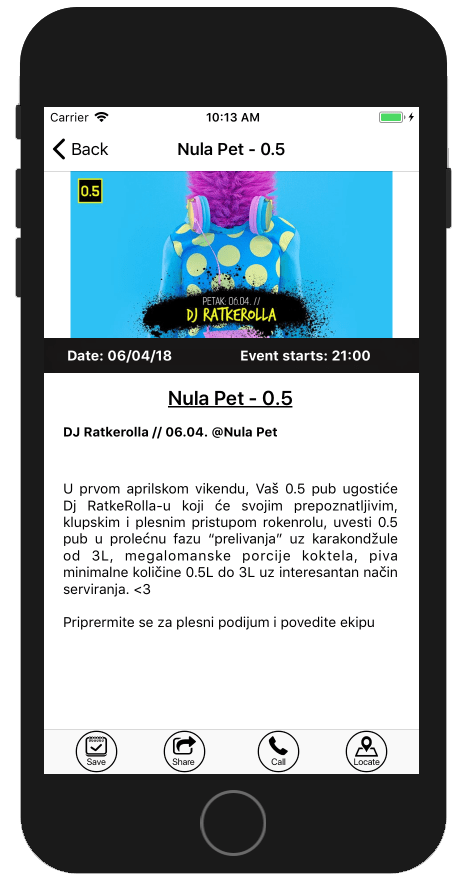 Carrier 10:13 AM
Back Nula Pet - 0.5
0.5
PETAK: 06.04. //
DJ RATKEROLLA
Date: 06/04/18 Event starts: 21:00
Nula Pet - 0.5
DJ Ratkerolla // 06.04. @Nula Pet
U prvom aprilskom vikendu, Vaš 0.5 pub ugostiće
Dj RatkeRolla-u koji će svojim prepoznatljivim,
klupskim i plesnim pristupom rokenrolu, uvesti 0.5
pub u prolećnu fazu “prelivanja” uz karakondžule
od 3L, megalomanske porcije koktela, piva
minimalne količine 0.5L do 3L uz interesantan način
serviranja. <3
Priprermite se za plesni podijum i povedite ekipu
Save Share Call Locate